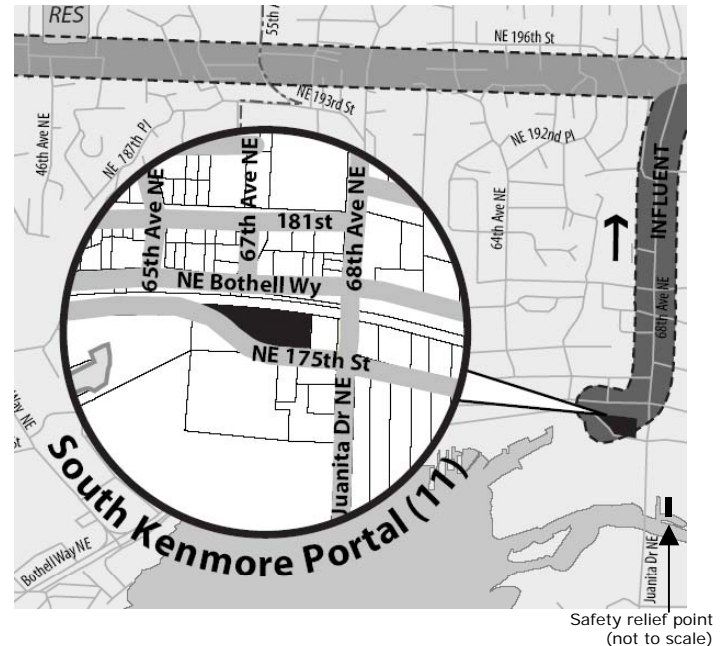 RES
55th A
NE 196th St
NE 193rd St
NE 192nd Pl
46th Ave NE
NE 187th Pl
64th Ave NE
INFLUENT
68th Ave NE
65th Ave NE
67th Ave NE
68th Ave NE
181st
NE Bothell Wy
NE 175th St
Juanita Dr NE
Way NE
St
South Kenmore Portal (11)
Bothell Way NE
Juanita Dr NE
Safety relief point
(not to scale)